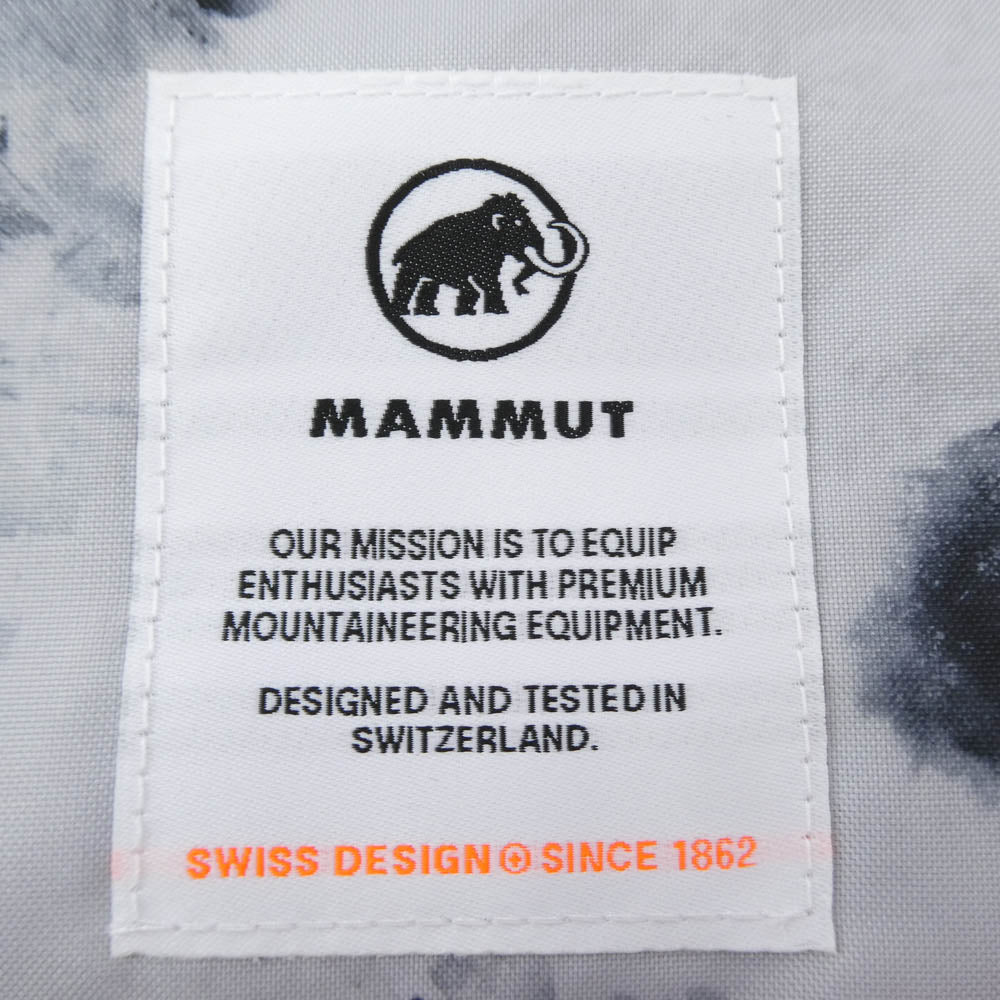 MAMMUT
OUR MISSION IS TO EQUIP
ENTHUSIASTS WITH PREMIUM
MOUNTAINEERING EQUIPMENT.
DESIGNED AND TESTED IN
SWITZERLAND.
SWISS DESIGN SINCE 1862